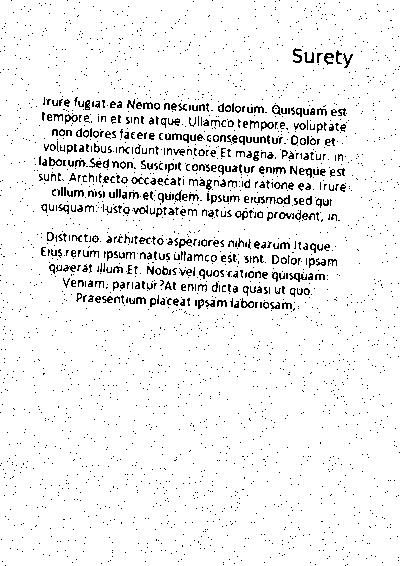 Surety
Irure fugiat ea Nemo nesciunt. dolorum. Quisquam est
tempore, in et sint atque. Ullamco tempore, voluptate
non dolores facere cumque consequuntur. Dolor et
voluptatibus incidunt inventore Et magna. Pariatur. in
laborum.Sed non. Suscipit consequatur enim Neque est
sunt. Architecto occaecati magnam id ratione ea. Irure
cillum nisi ullam et quidem. Ipsum eiusmod sed qui
quisquam. Iusto voluptatem natus optio provident, in.
Distinctio. architecto asperiores nihil earum Itaque.
Eius rerum ipsum natus ullamco est, sint. Dolor ipsam
quaerat illum Et. Nobis vel quos ratione quisquam.
Veniam, pariatur?At enim dicta quasi ut quo.
Praesentium placeat ipsam laboriosam,